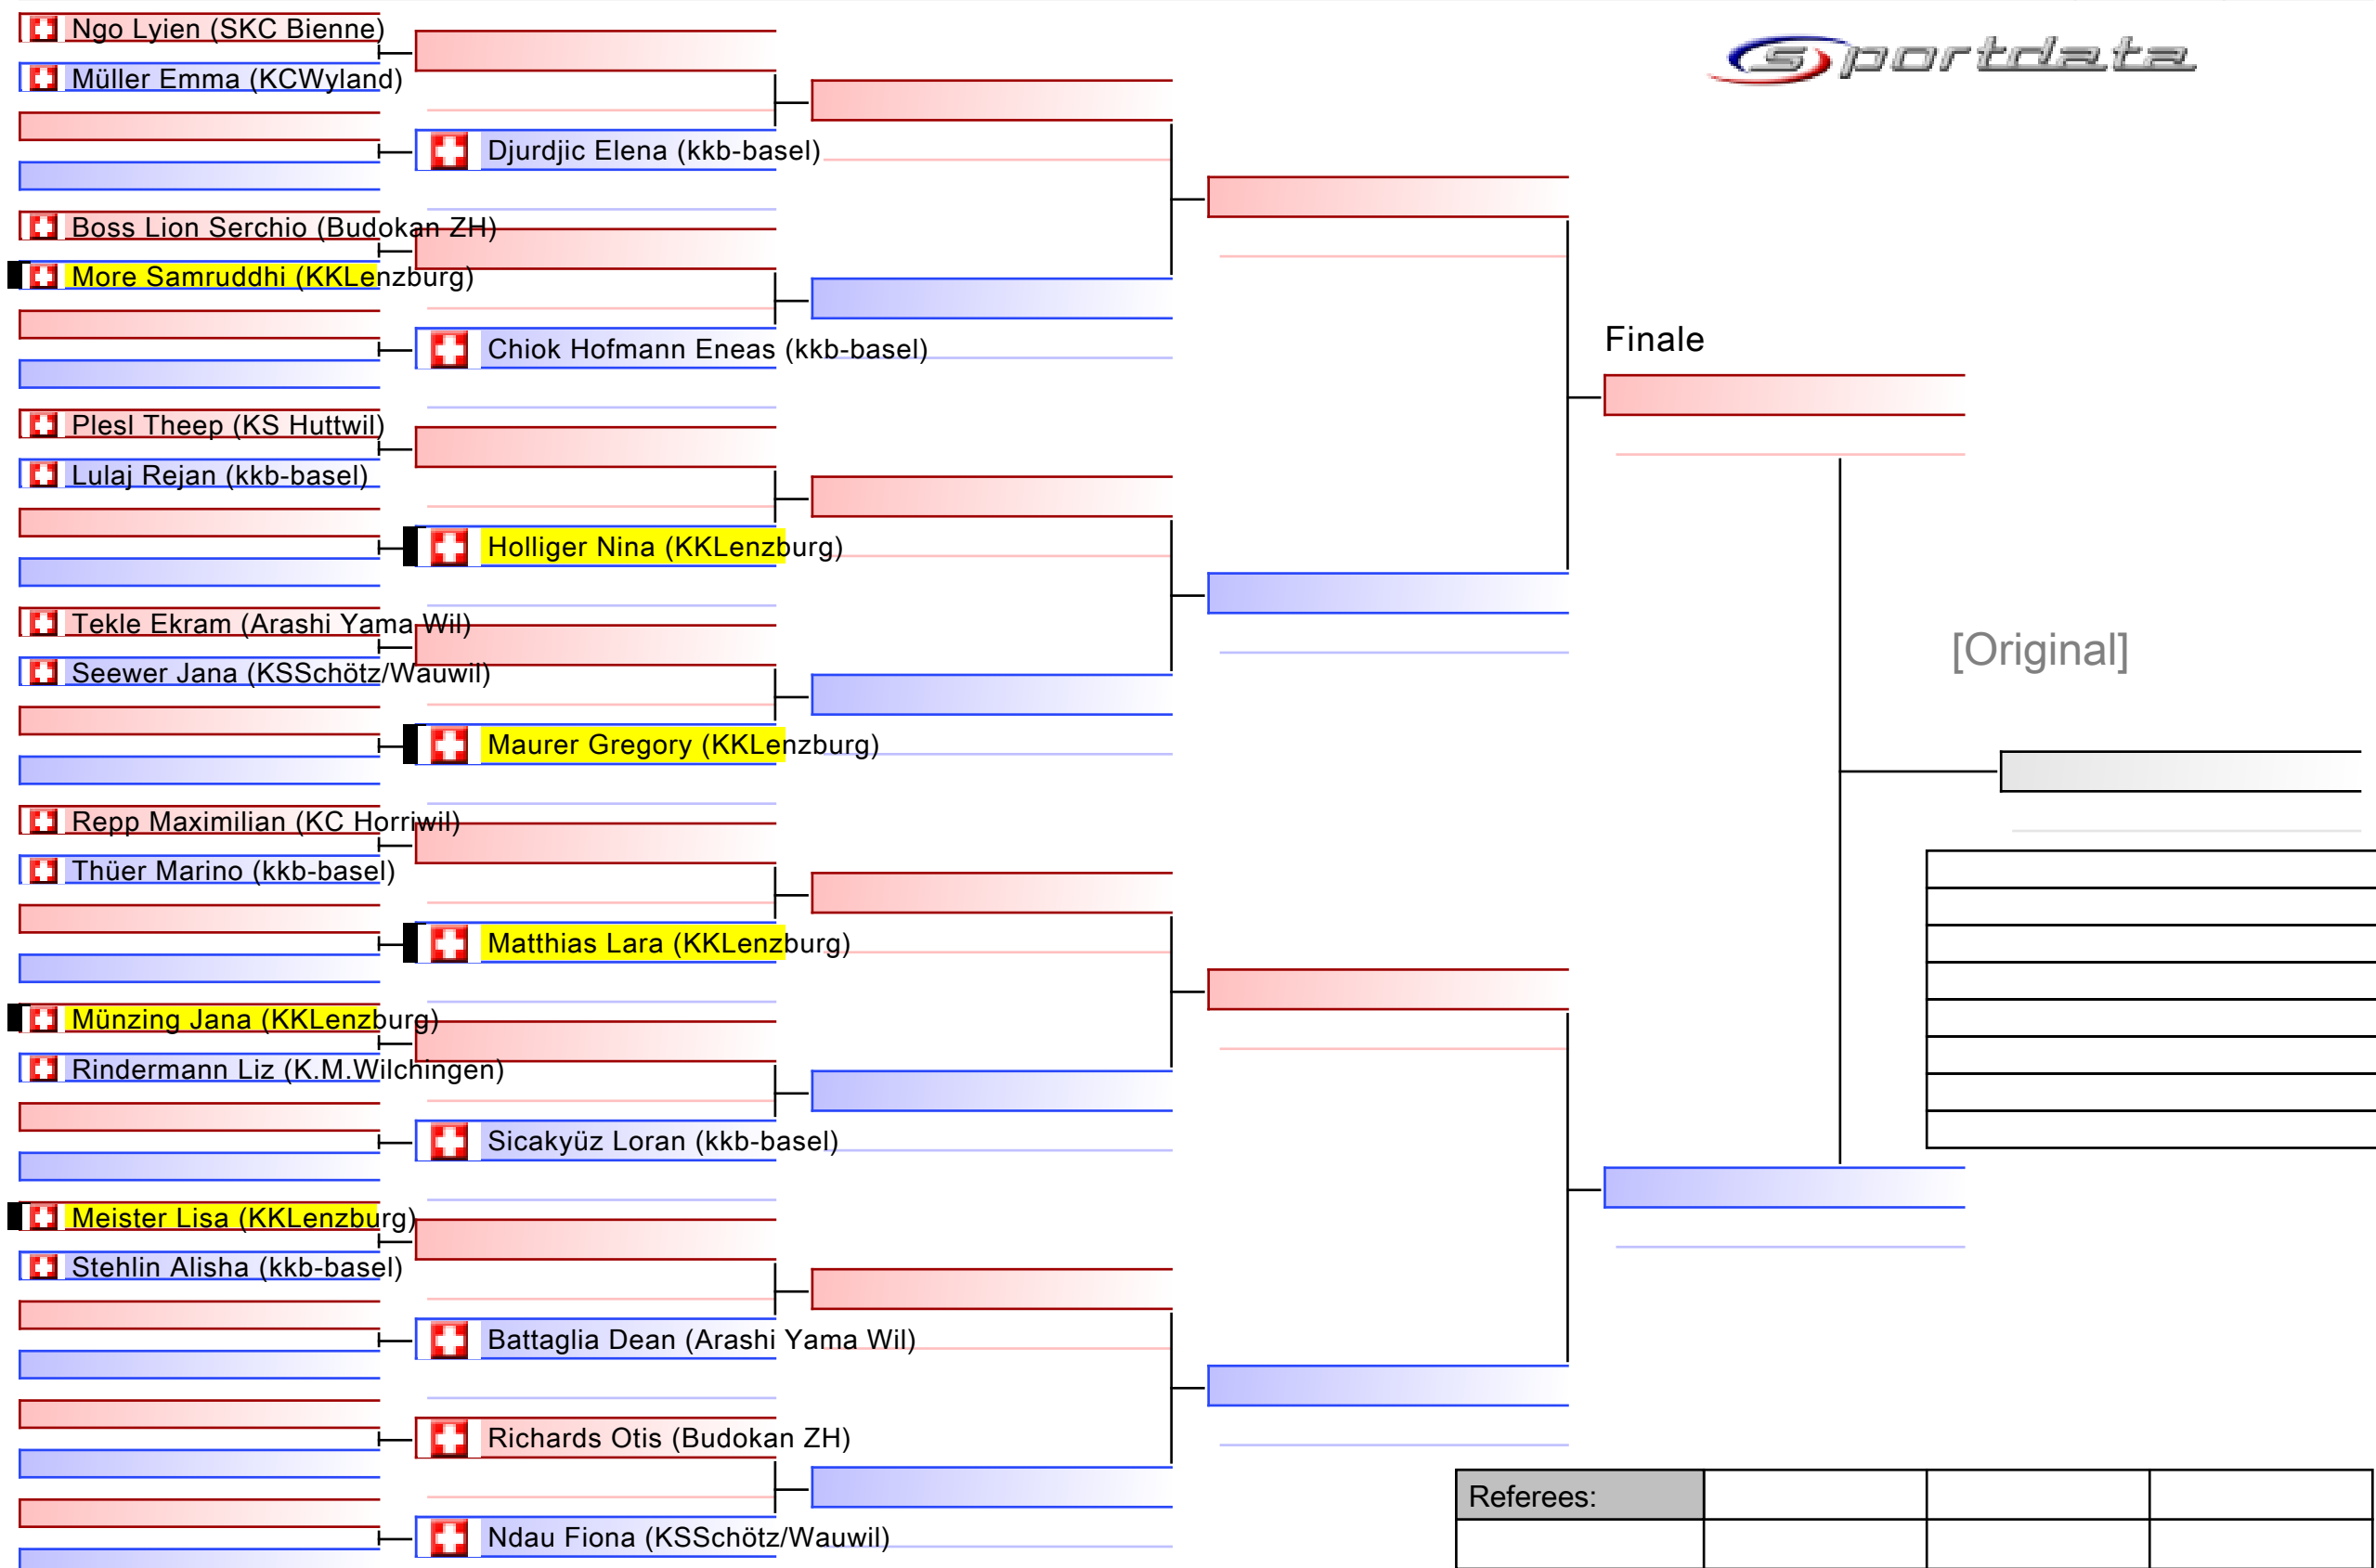 Ngo Lyien (SKC Bienne)
Müller Emma (KCWyland)
Djurdjic Elena (kkb-basel)
Boss Lion Serchio (Budokan ZH)
More Samruddhi (KKLenzburg)
Chiok Hofmann Eneas (kkb-basel)
Plesl Theep (KS Huttwil)
Lulaj Rejan (kkb-basel)
Holliger Nina (KKLenzburg)
Tekle Ekram (Arashi Yama Wil)
Seewer Jana (KSSchötz/Wauwil)
Maurer Gregory (KKLenzburg)
Repp Maximilian (KC Horriwil)
Thüer Marino (kkb-basel)
Matthias Lara (KKLenzburg)
Münzing Jana (KKLenzburg)
Rindermann Liz (K.M.Wilchingen)
Sicakyüz Loran (kkb-basel)
Meister Lisa (KKLenzburg)
Stehlin Alisha (kkb-basel)
Battaglia Dean (Arashi Yama Wil)
Richards Otis (Budokan ZH)
Ndau Fiona (KSSchötz/Wauwil)
sportdata
Finale
[Original]
Referees: